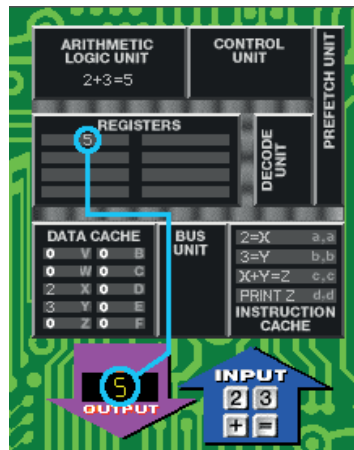 ARITHMETIC
LOGIC UNIT
2+3=5
CONTROL
UNIT
PREFETCH UNIT
REGISTERS
5
DECODE
UNIT
DATA CACHE
0 V 0 B
0 W 0 C
2 X 0 D
3 Y 0 E
0 Z 0 F
BUS
UNIT
2=X a,a
3=Y b,b
X+Y=Z c,c
PRINT Z d,d
INSTRUCTION
CACHE
5
OUTPUT
INPUT
2 3
+ =